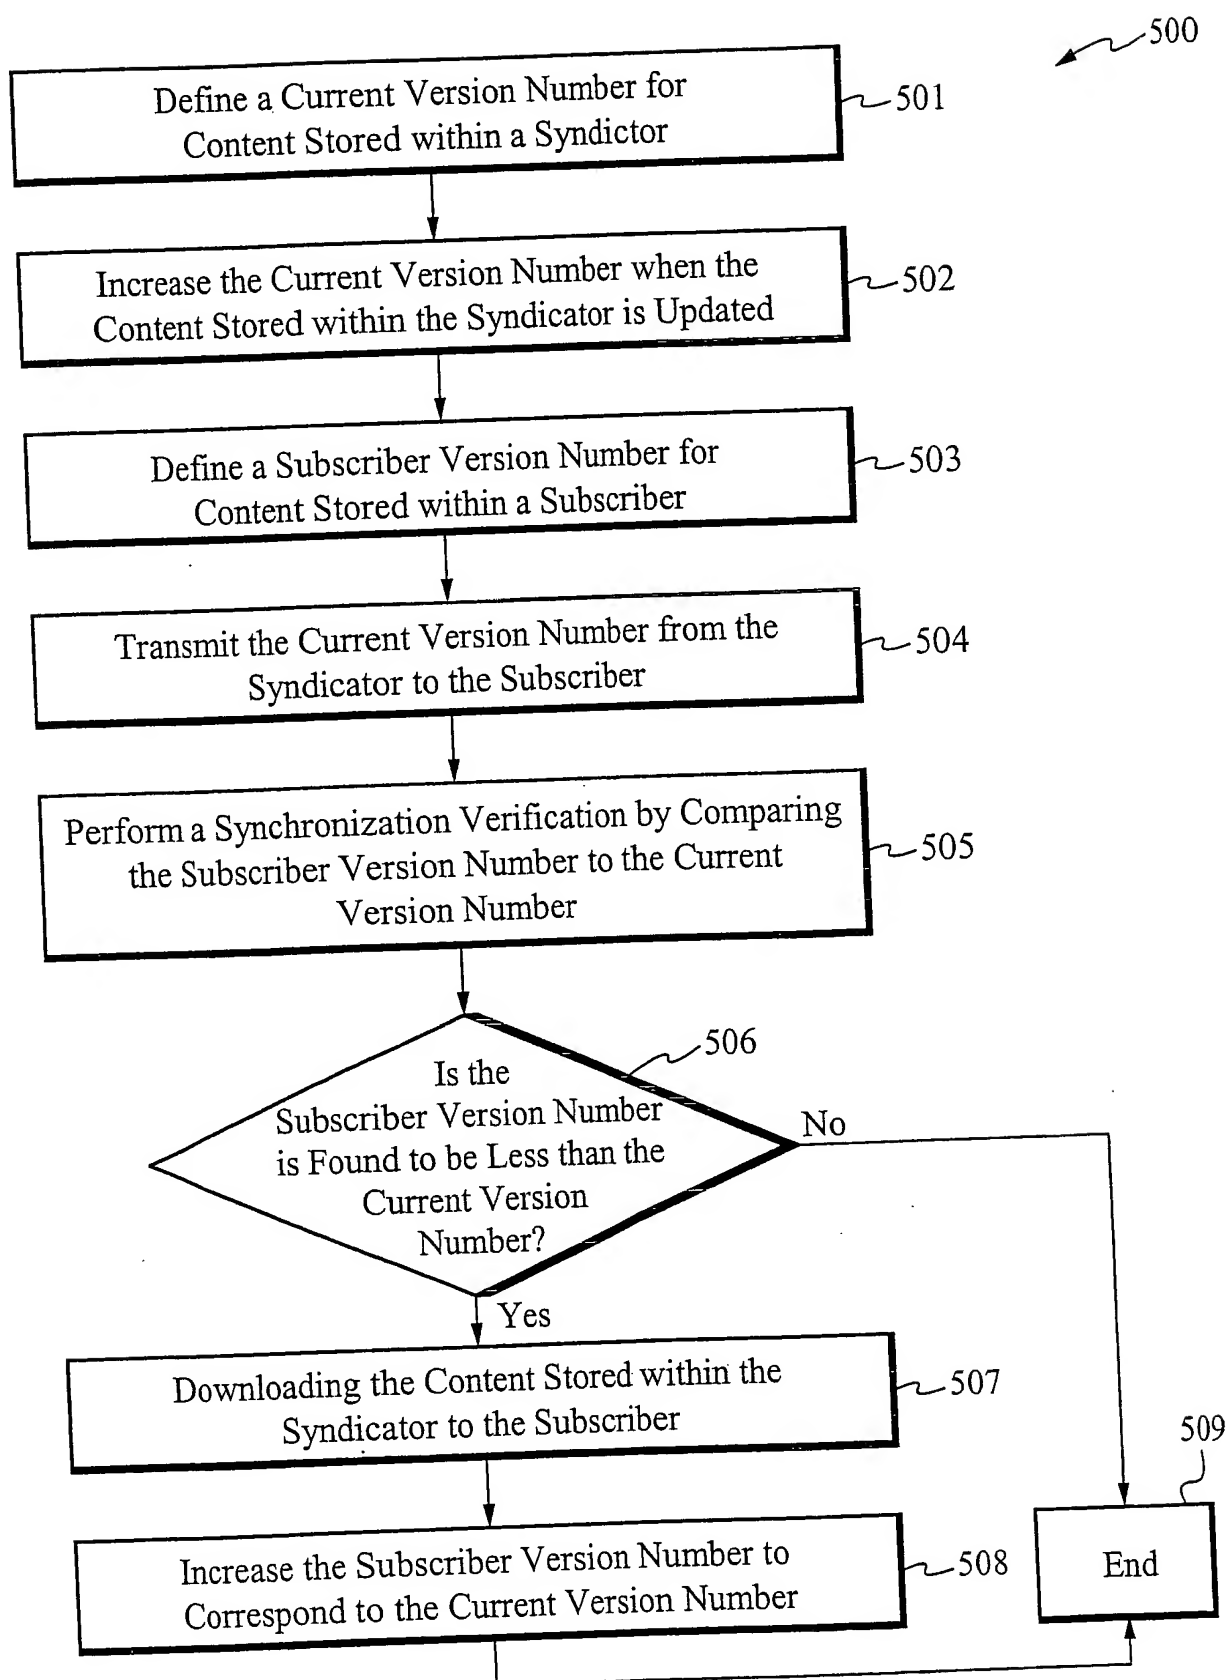 500
Define a Current Version Number for
Content Stored within a Syndictor
501
Increase the Current Version Number when the
Content Stored within the Syndicator is Updated
502
Define a Subscriber Version Number for
Content Stored within a Subscriber
503
Transmit the Current Version Number from the
Syndicator to the Subscriber
504
Perform a Synchronization Verification by Comparing
the Subscriber Version Number to the Current
Version Number
505
506
Is the
Subscriber Version Number
is Found to be Less than the
Current Version
Number?
No
Yes
Downloading the Content Stored within the
Syndicator to the Subscriber
507
509
Increase the Subscriber Version Number to
Correspond to the Current Version Number
508
End